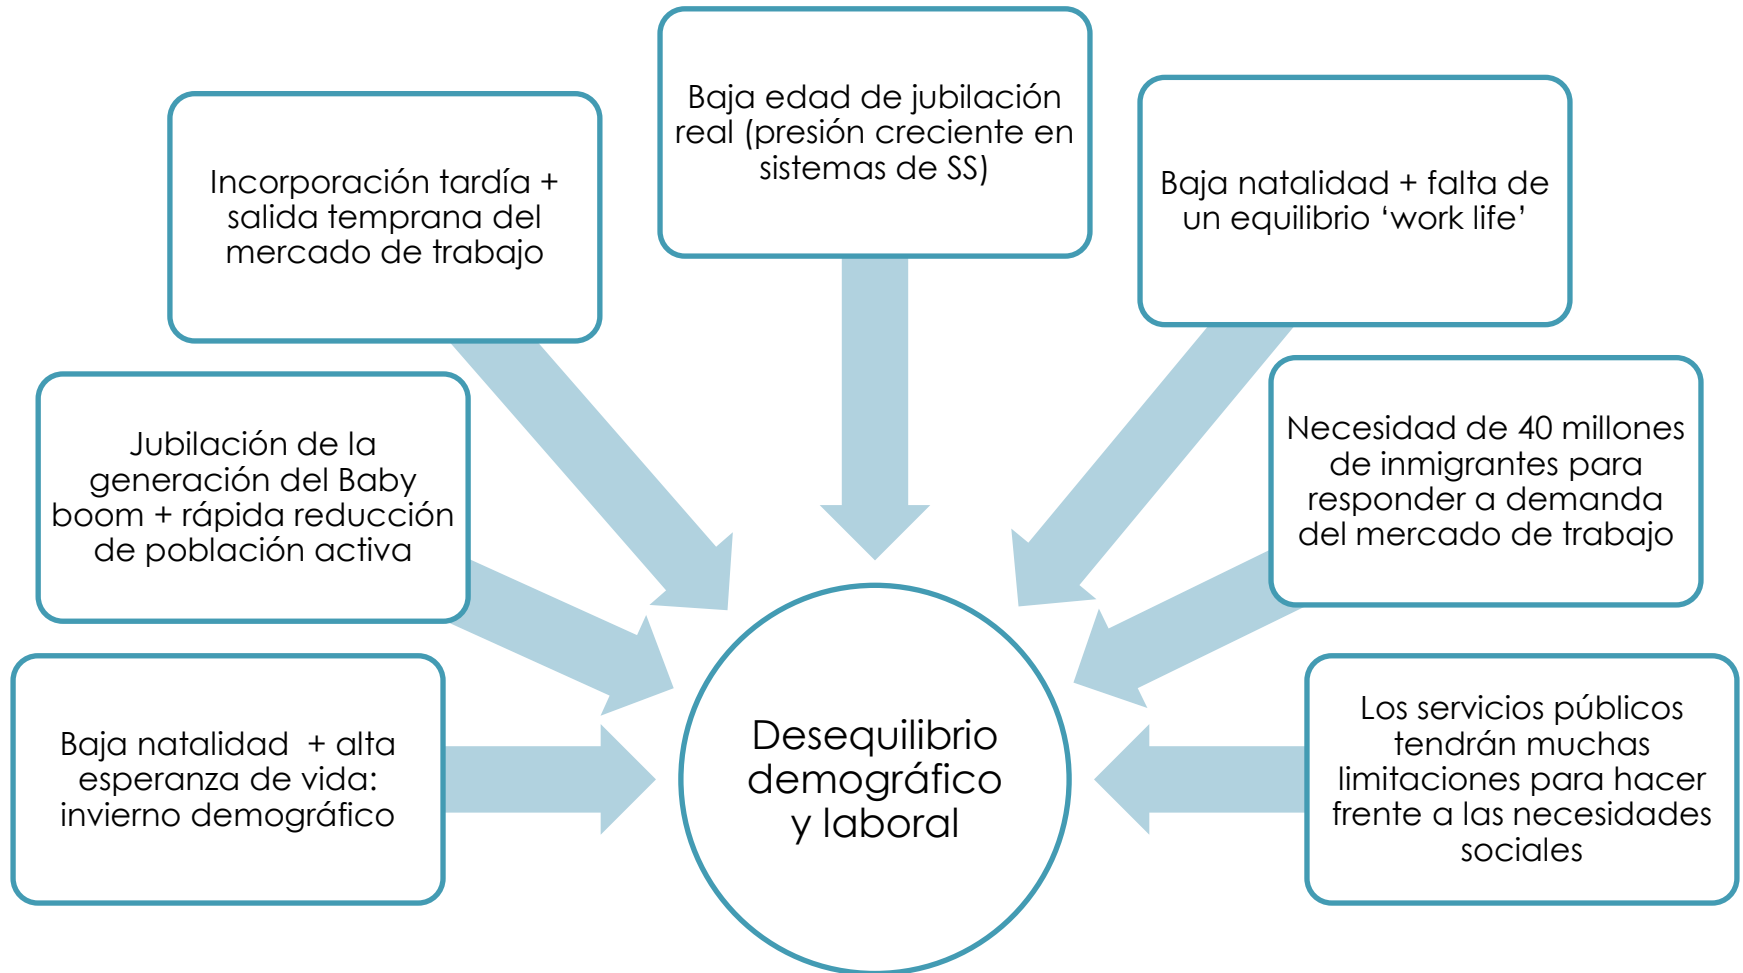 Baja edad de jubilación
real (presión creciente en
sistemas de SS)
Incorporación tardía +
salida temprana del
mercado de trabajo
Baja natalidad + falta de
un equilibrio ‘work life’
Jubilación de la
generación del Baby
boom + rápida reducción
de población activa
Necesidad de 40 millones
de inmigrantes para
responder a demanda
del mercado de trabajo
Baja natalidad + alta
esperanza de vida:
invierno demográfico
Desequilibrio
demográfico
y laboral
Los servicios públicos
tendrán muchas
limitaciones para hacer
frente a las necesidades
sociales